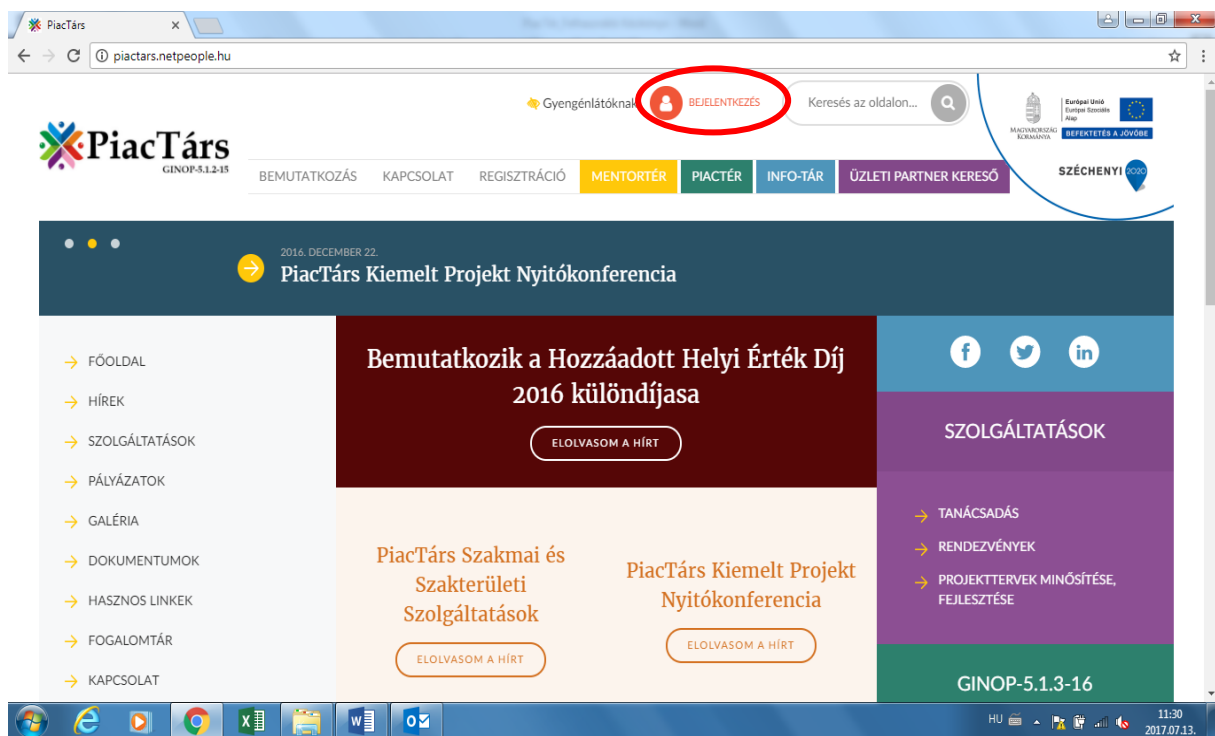 PiacTárs
piactars.netpeople.hu
Gyengénlátóknak
BEJELENTKEZÉS
Keresés az oldalon...
MAGYARORSZÁG
KORMÁNYA
Európai Unió
Európai Szociális
Alap
BEFEKTETÉS A JÖVŐBE
SZÉCHENYI 2020
PiacTárs
GINOP-5.1.2-15
BEMUTATKOZÁS
KAPCSOLAT
REGISZTRÁCIÓ
MENTORTÉR
PIACTÉR
INFO-TÁR
ÜZLETI PARTNER KERESŐ
2016. DECEMBER 22.
PiacTárs Kiemelt Projekt Nyitókonferencia
FŐOLDAL
HÍREK
SZOLGÁLTATÁSOK
PÁLYÁZATOK
GALÉRIA
DOKUMENTUMOK
HASZNOS LINKEK
FOGALOMTÁR
KAPCSOLAT
Bemutatkozik a Hozzáadott Helyi Érték Díj
2016 különdíjasa
ELOLVASOM A HÍRT
PiacTárs Szakmai és
Szakterületi
Szolgáltatások
ELOLVASOM A HÍRT
PiacTárs Kiemelt Projekt
Nyitókonferencia
ELOLVASOM A HÍRT
SZOLGÁLTATÁSOK
TANÁCSADÁS
RENDEZVÉNYEK
PROJEKTTERVEK MINŐSÍTÉSE,
FEJLESZTÉSE
GINOP-5.1.3-16
HU
11:30
2017.07.13.